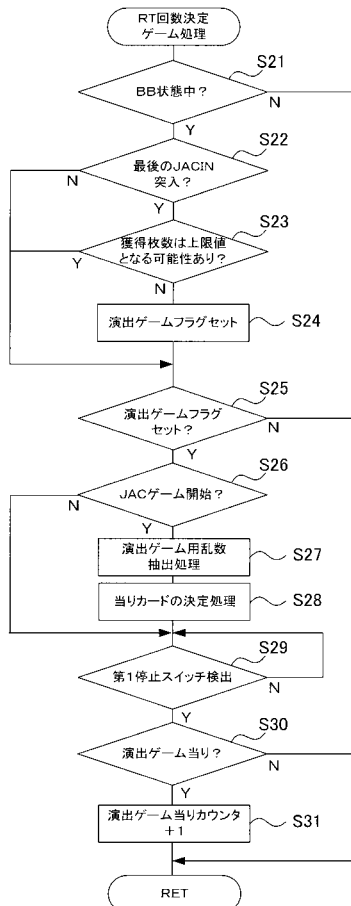 RT回数決定
ゲーム処理
S21
BB状態中?
N
Y
S22
最後のJACIN
突入?
N
Y
S23
獲得枚数は上限値
となる可能性あり?
Y
N
演出ゲームフラグセット
S24
S25
演出ゲームフラグ
セット?
N
Y
S26
JACゲーム開始?
N
Y
演出ゲーム用乱数
抽出処理
S27
当りカードの決定処理
S28
S29
第1停止スイッチ検出
N
Y
S30
演出ゲーム当り?
N
Y
演出ゲーム当りカウンタ
+1
S31
RET